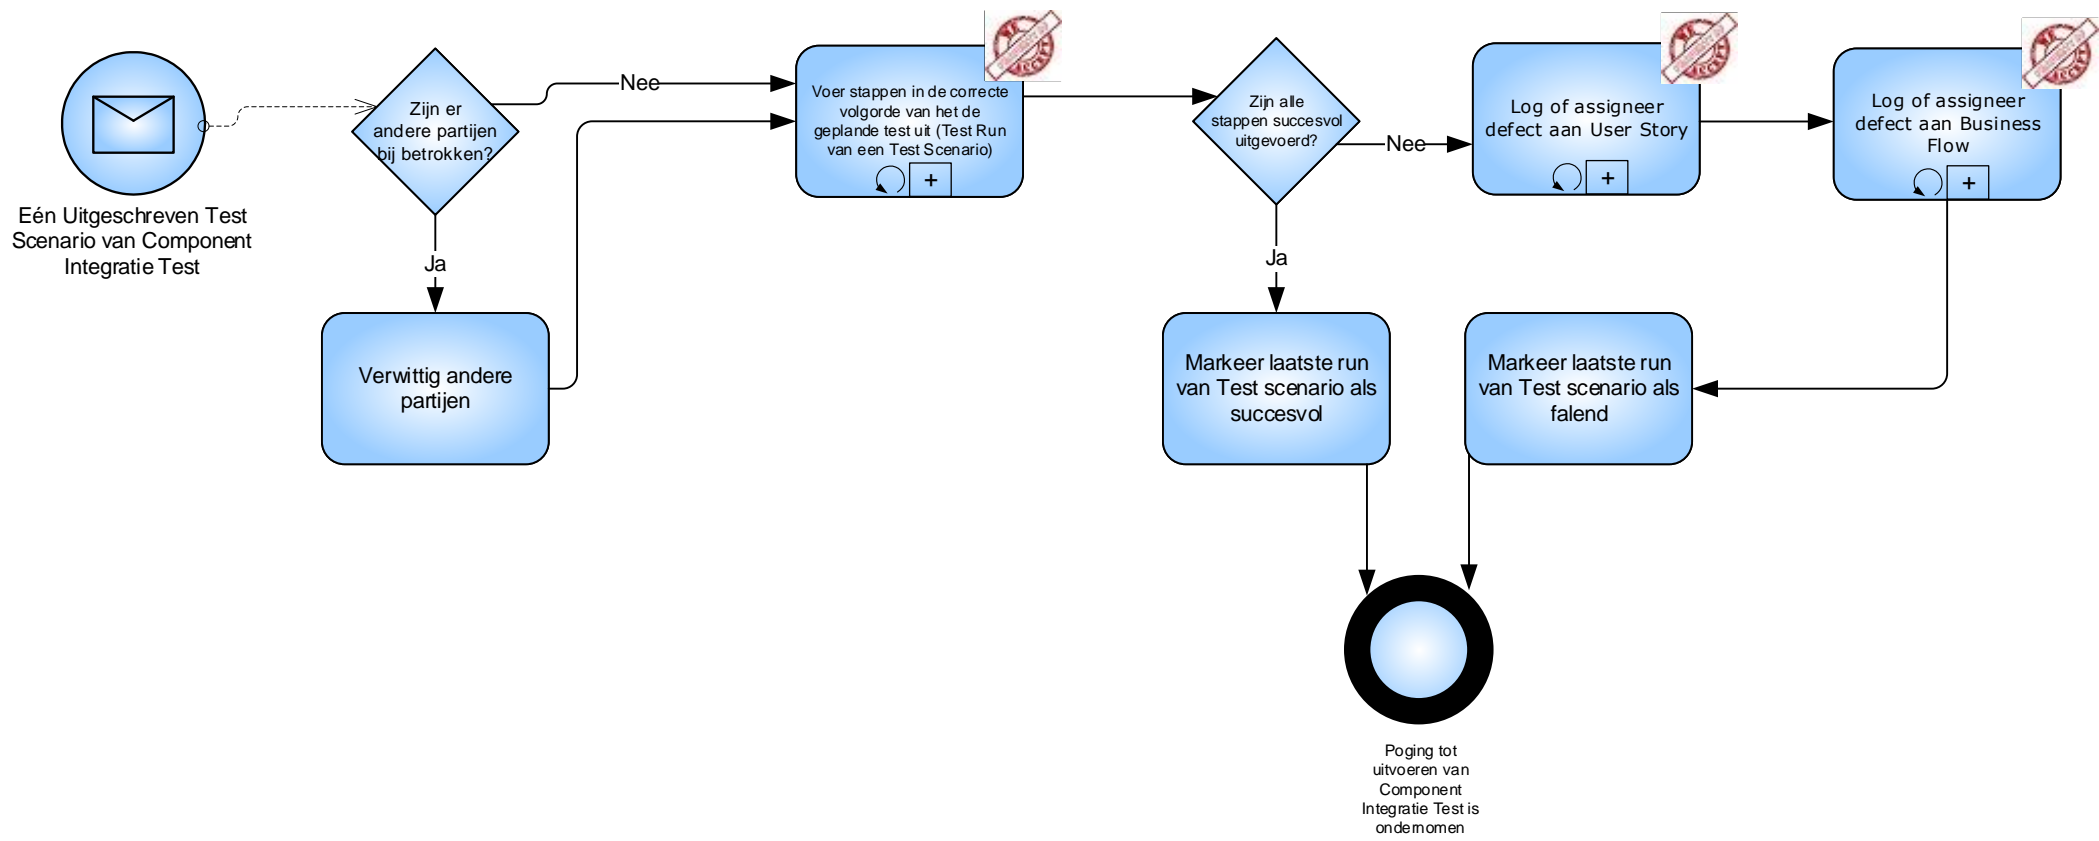 Eén Uitgeschreven Test
Scenario van Component
Integratie Test
Zijn er
andere partijen
bij betrokken?
Nee
Ja
Verwittig andere
partijen
Voer stappen in de correcte
volgorde van het de
geplande test uit (Test Run
van een Test Scenario)
+
Zijn alle
stappen succesvol
uitgevoerd?
Nee
Ja
Log of assigneer
defect aan User Story
+
Log of assigneer
defect aan Business
Flow
+
Markeer laatste run
van Test scenario als
succesvol
Markeer laatste run
van Test scenario als
falend
Poging tot
uitvoeren van
Component
Integratie Test is
ondernomen